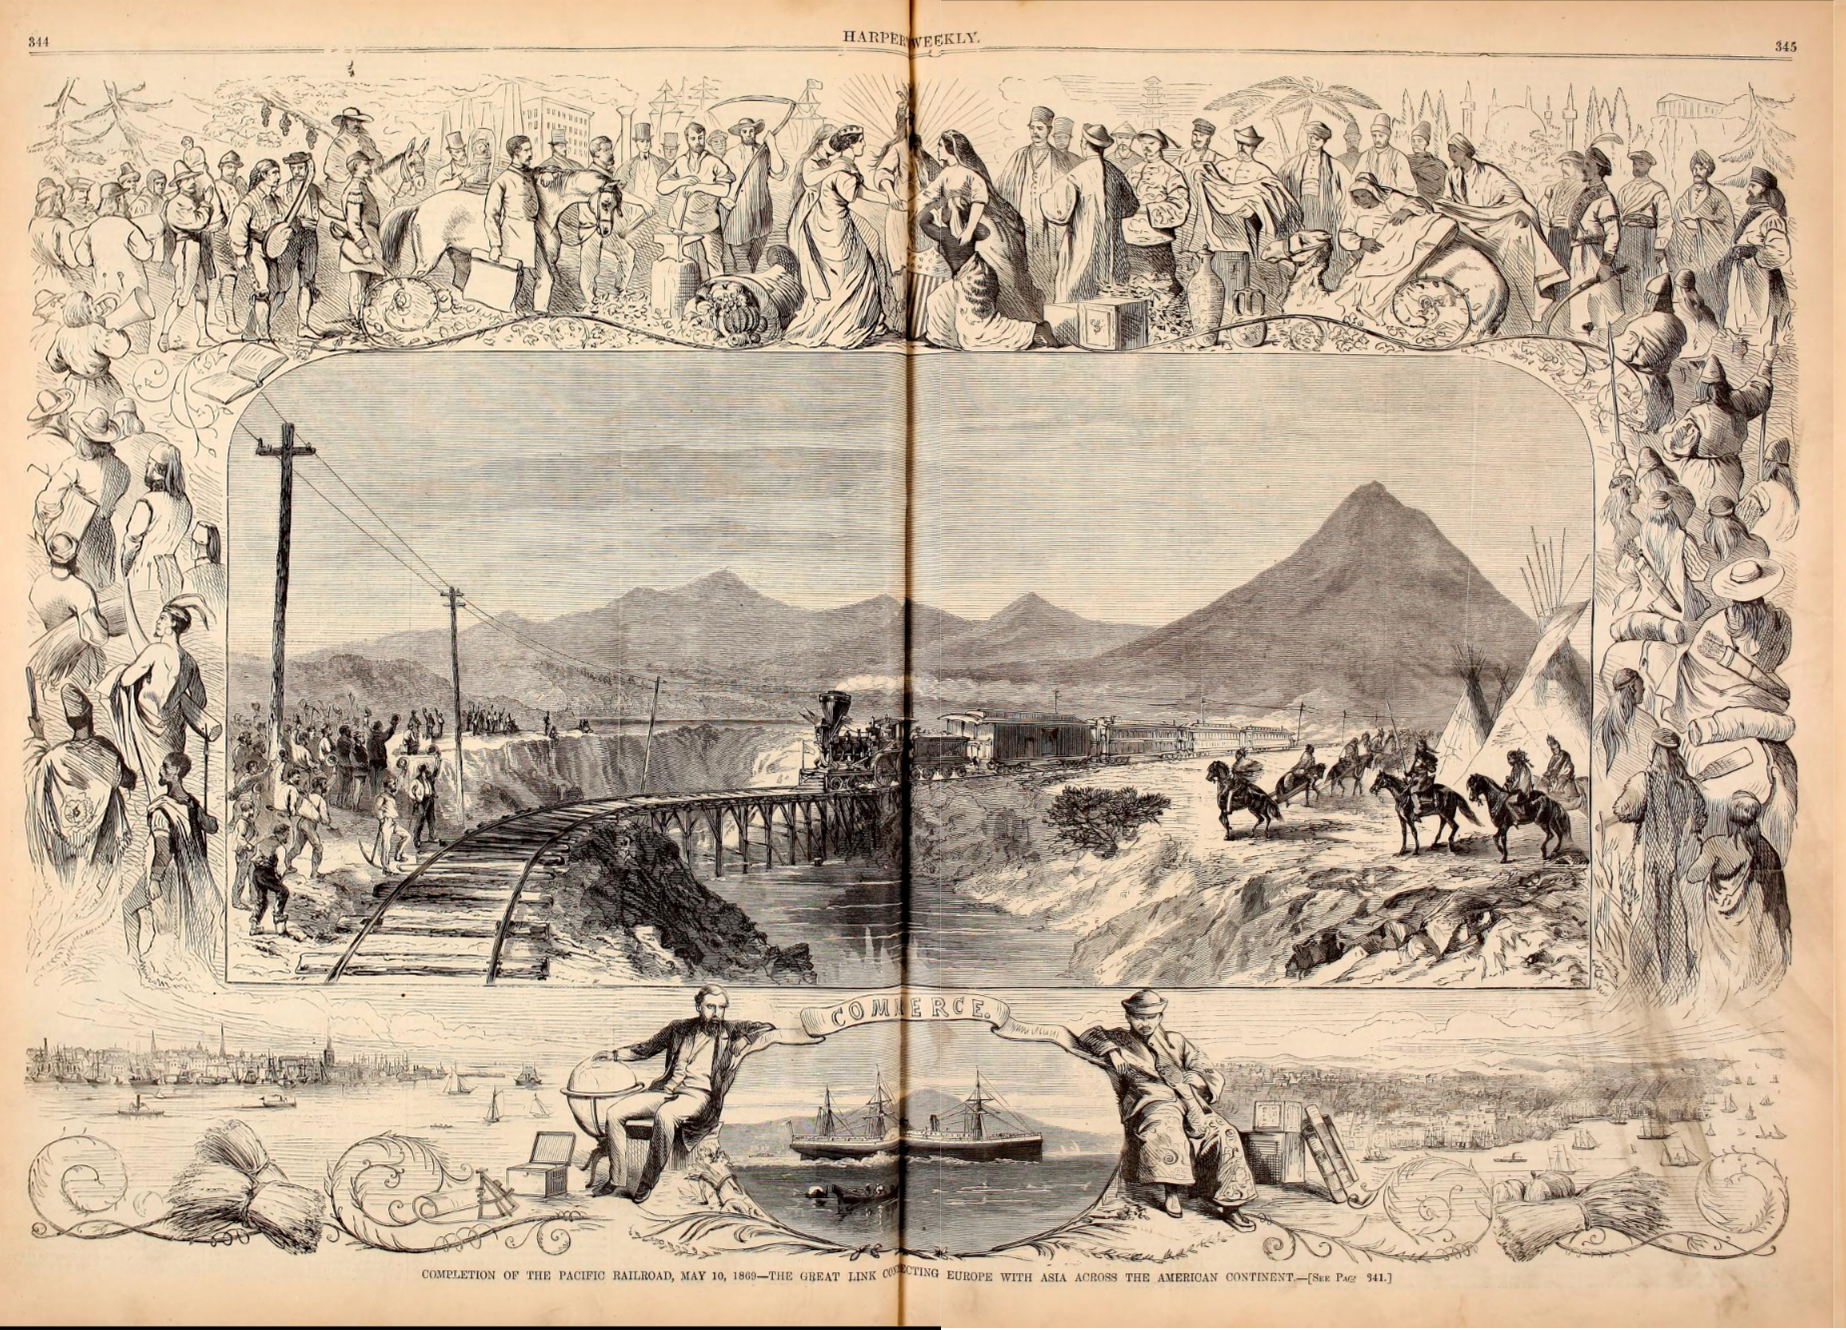 344
HARPER WEEKLY.
345
COMMERCE.
COMPLETION OF THE PACIFIC RAILROAD, MAY 10, 1869—THE GREAT LINK CONNECTING EUROPE WITH ASIA ACROSS THE AMERICAN CONTINENT.—[SEE PAGE 341.]